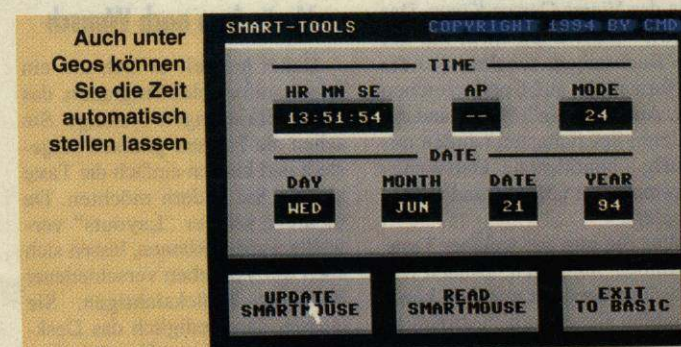 Auch unter
Geos können
Sie die Zeit
automatisch
stellen lassen
SMART-TOOLS COPYRIGHT 1994 BY CMD
TIME
HR MN SE AP MODE
13:51:54 -- 24
DATE
DAY MONTH DATE YEAR
WED JUN 21 94
UPDATE SMARTMOUSE
READ SMARTMOUSE
EXIT TO BASIC